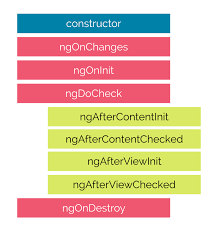 constructor
ngOnChanges
ngOnInit
ngDoCheck
ngAfterContentInit
ngAfterContentChecked
ngAfterViewInit
ngAfterViewChecked
ngOnDestroy